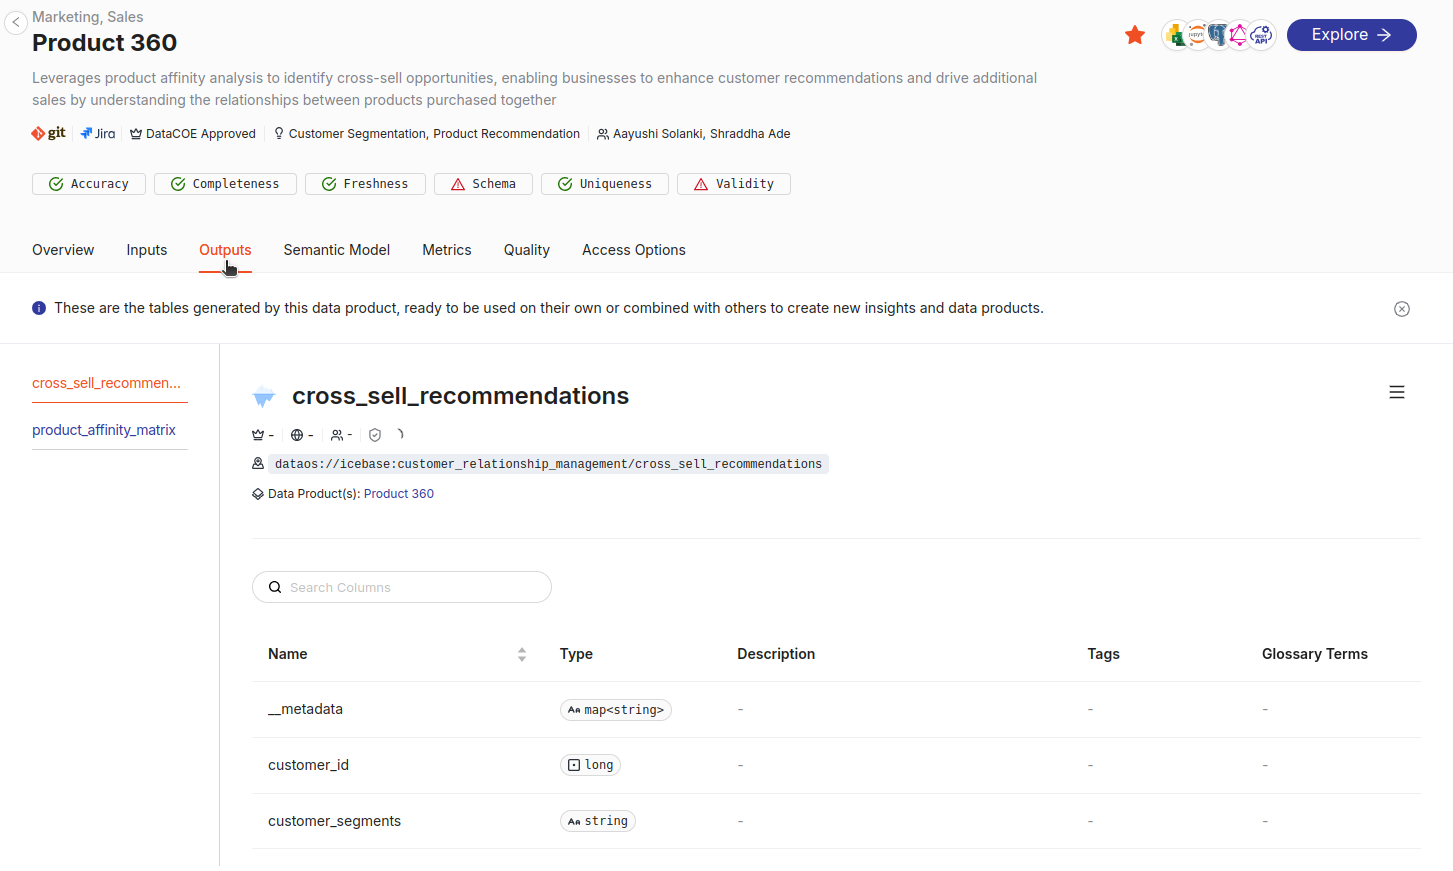 Marketing, Sales
Product 360
Explore
Leverages product affinity analysis to identify cross-sell opportunities, enabling businesses to enhance customer recommendations and drive additional
sales by understanding the relationships between products purchased together
git Jira DataCOE Approved Customer Segmentation, Product Recommendation Aayushi Solanki, Shraddha Ade
Accuracy Completeness Freshness Schema Uniqueness Validity
Overview Inputs Outputs Semantic Model Metrics Quality Access Options
These are the tables generated by this data product, ready to be used on their own or combined with others to create new insights and data products.
cross_sell_recommen...
product_affinity_matrix
cross_sell_recommendations
- - -
dataos://icebase:customer_relationship_management/cross_sell_recommendations
Data Product(s): Product 360
Search Columns
Name Type Description Tags Glossary Terms
__metadata Aa map<string> - - -
customer_id long - - -
customer_segments Aa string - - -